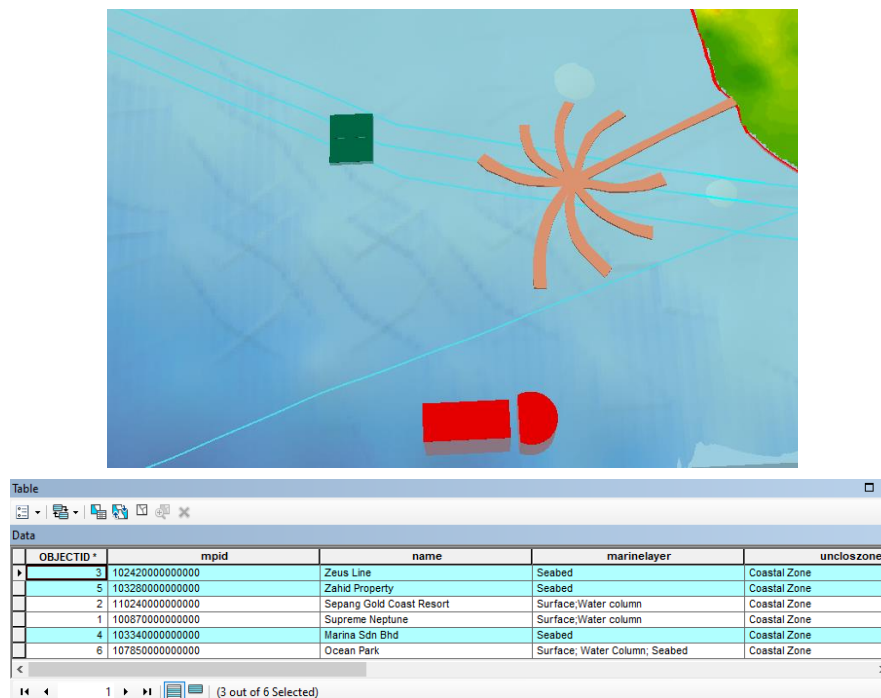 Table
Data
OBJECTID * mpid name marinelayer uncloszone
3 102420000000000 Zeus Line Seabed Coastal Zone
5 103280000000000 Zahid Property Seabed Coastal Zone
2 110240000000000 Sepang Gold Coast Resort Surface;Water column Coastal Zone
1 100870000000000 Supreme Neptune Surface;Water column Coastal Zone
4 103340000000000 Marina Sdn Bhd Seabed Coastal Zone
6 107850000000000 Ocean Park Surface; Water Column; Seabed Coastal Zone
1 (3 out of 6 Selected)